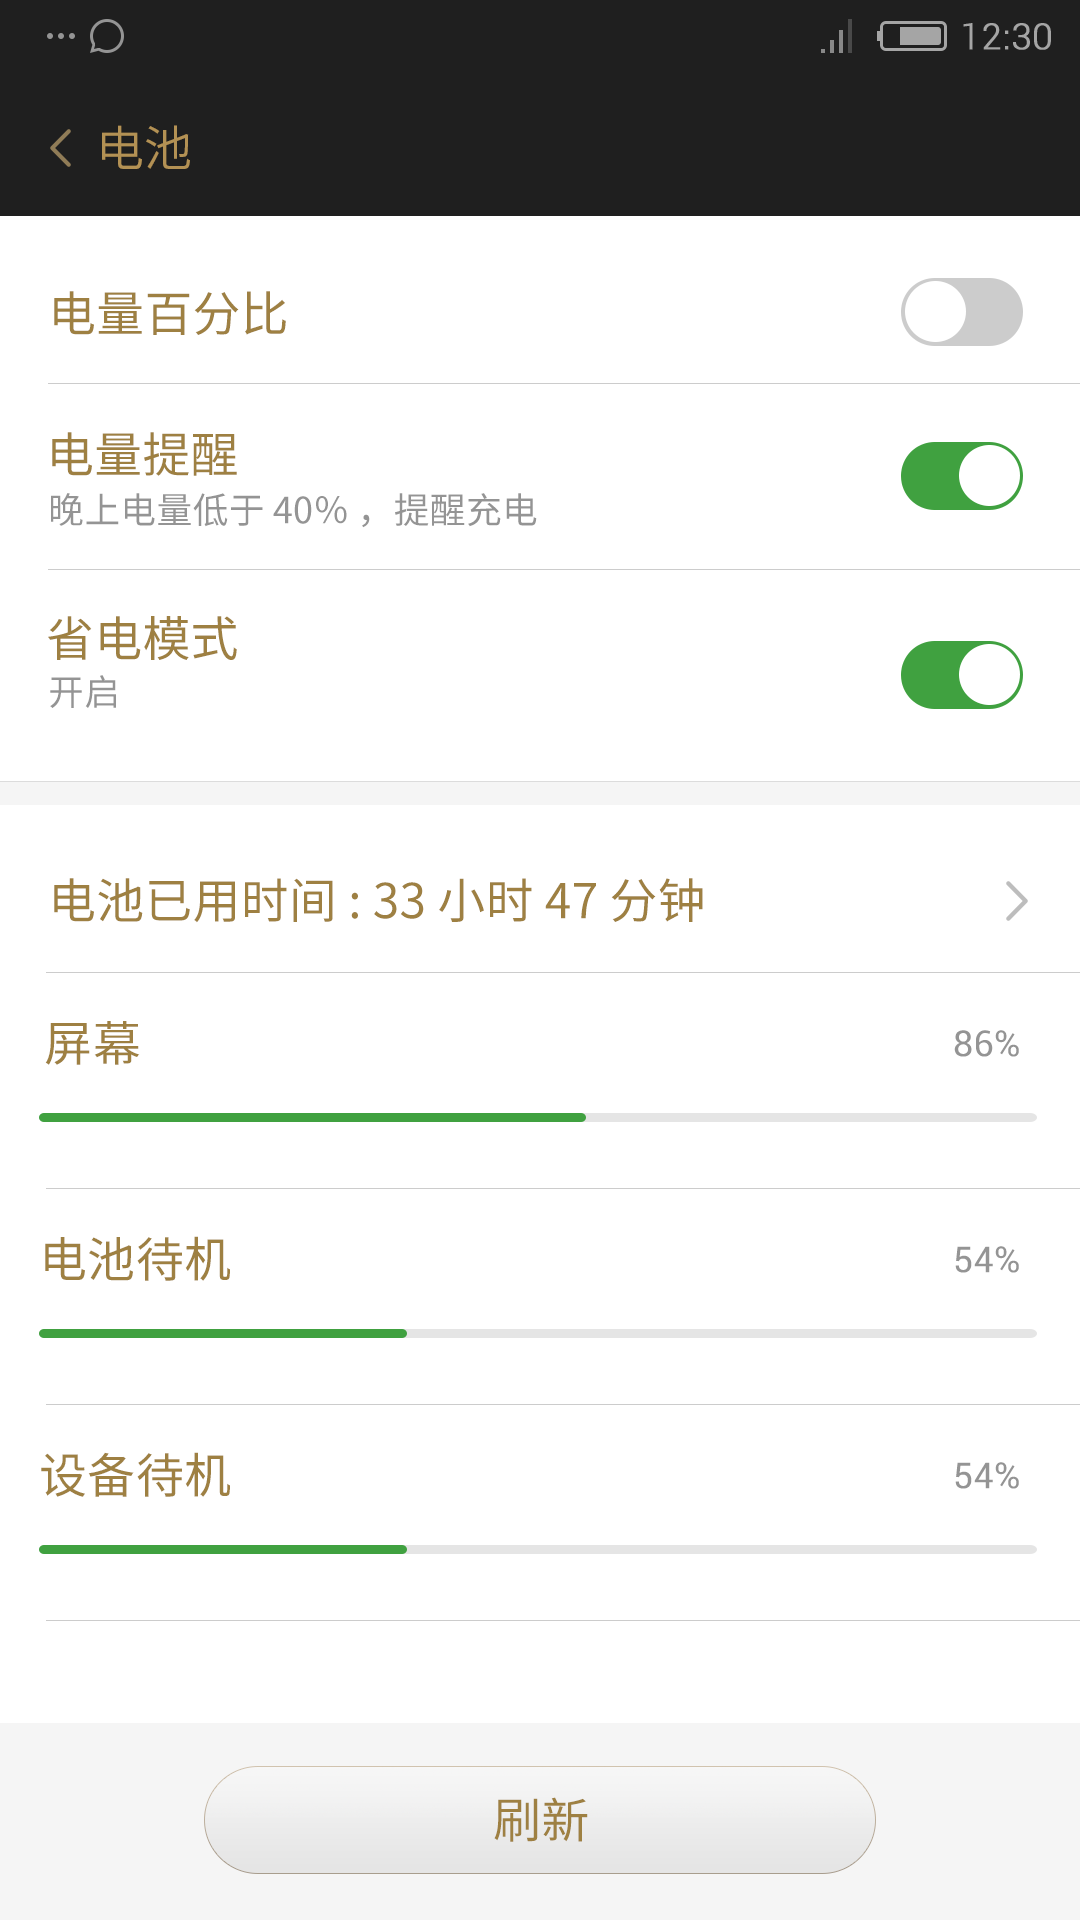 12:30
电池
电量百分比
电量提醒
晚上电量低于 40% ，提醒充电
省电模式
开启
电池已用时间 : 33 小时 47 分钟
屏幕
86%
电池待机
54%
设备待机
54%
刷新